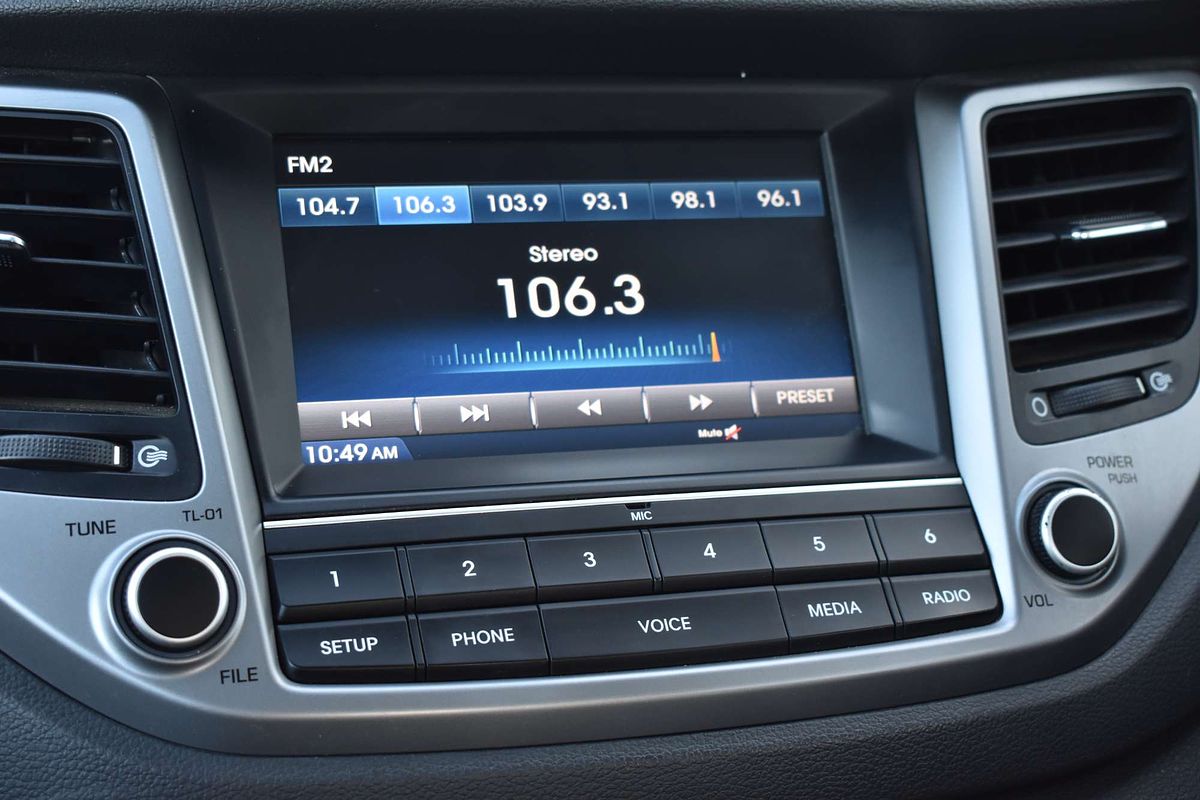 FM2
104.7 106.3 103.9 93.1 98.1 96.1
Stereo
106.3
PRESET
10:49 AM
Mute
TUNE
TL-01
FILE
MIC
1 2 3 4 5 6
SETUP PHONE VOICE MEDIA RADIO
POWER
PUSH
VOL